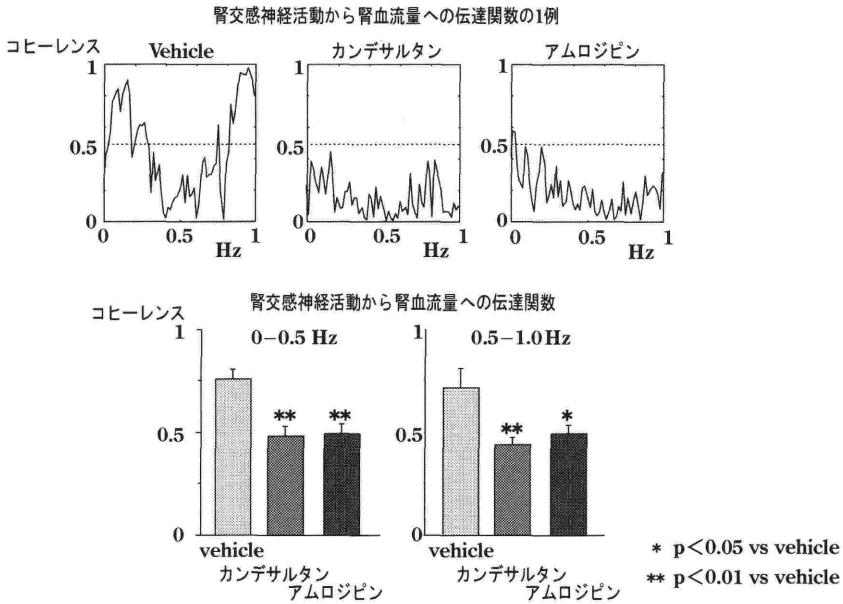 腎交感神経活動から腎血流量への伝達関数の1例
コヒーレンス Vehicle カンデサルタン アムロジピン
1 1 1
0.5 0.5 0.5
0 0 0
0 0.5 1 0 0.5 1 0 0.5 1
Hz Hz Hz
腎交感神経活動から腎血流量への伝達関数
コヒーレンス
1 0−0.5 Hz 1 0.5−1.0Hz
** ** ** *
0.5 0.5
0 0
vehicle vehicle
カンデサルタン カンデサルタン
アムロジピン アムロジピン
* p<0.05 vs vehicle
** p<0.01 vs vehicle